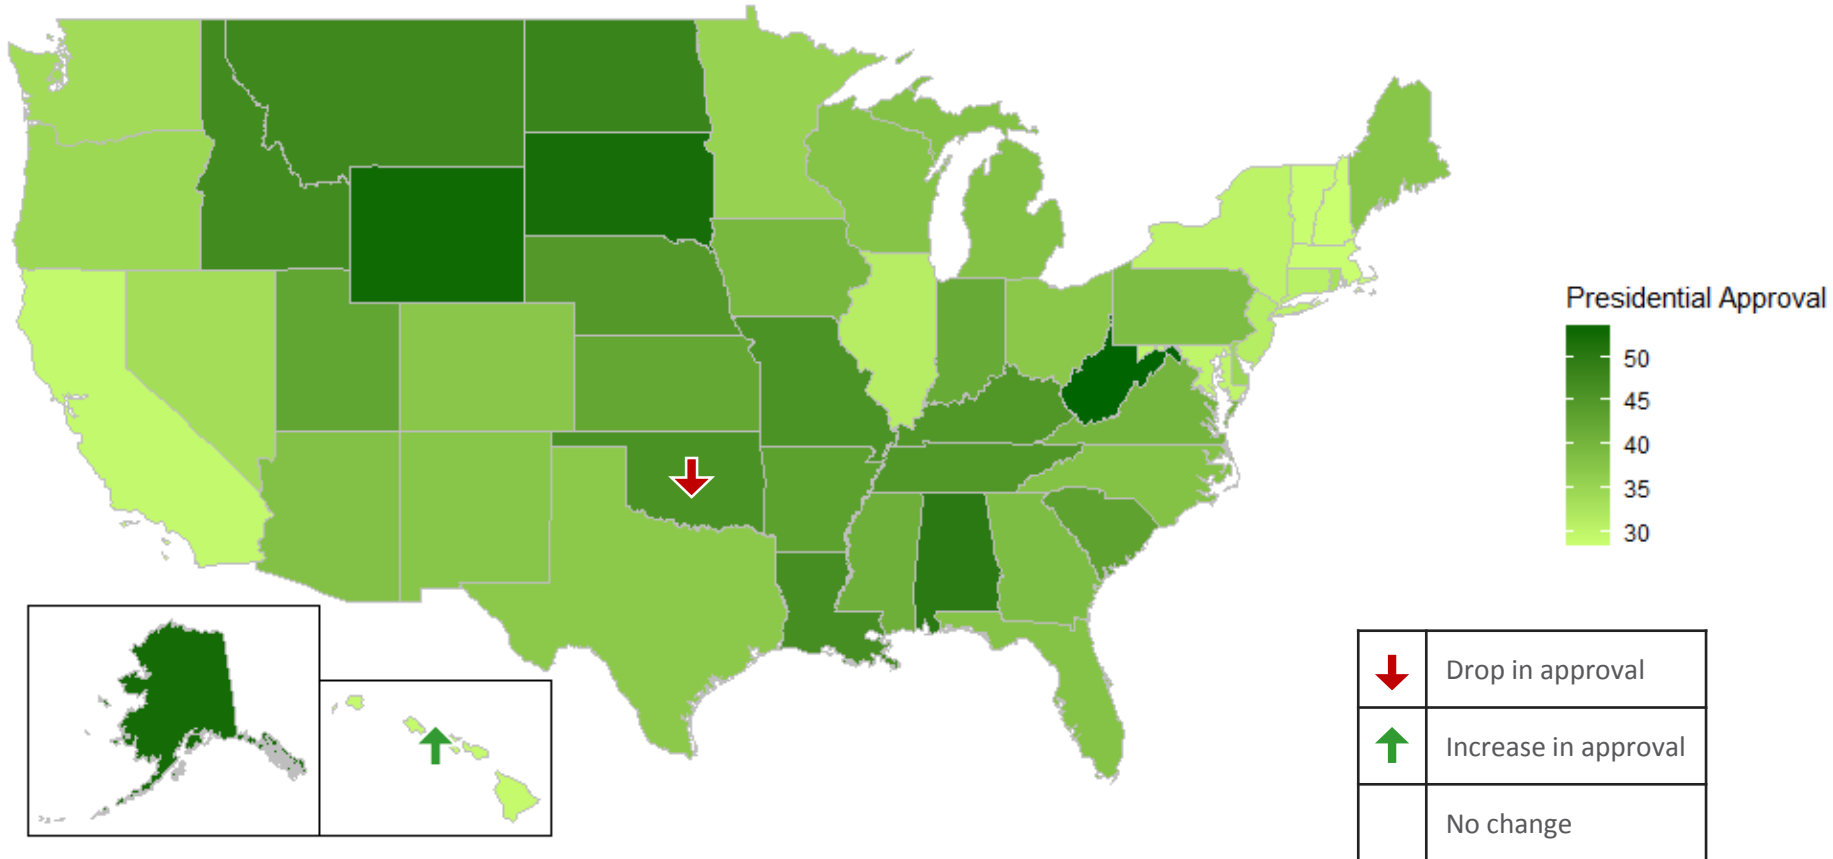 Presidential Approval
50
45
40
35
30
Drop in approval
Increase in approval
No change